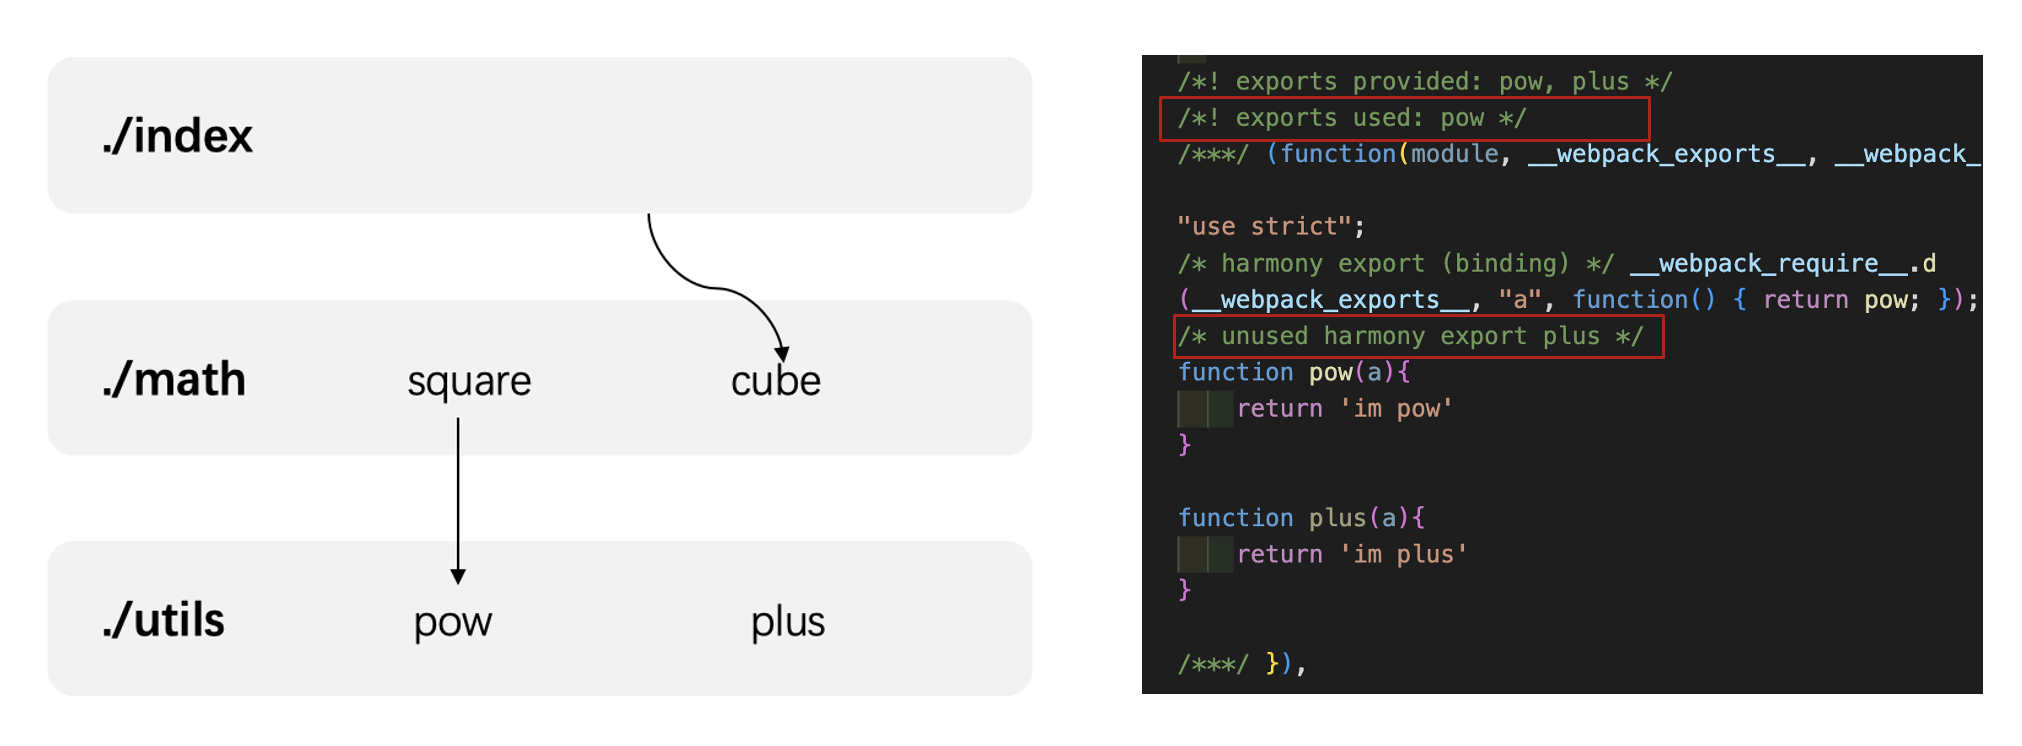 ./index
./math
square
cube
./utils
pow
plus
/*! exports provided: pow, plus */
/*! exports used: pow */
/***/ (function(module, __webpack_exports__, __webpack_
"use strict";
/* harmony export (binding) */ __webpack_require__.d
(__webpack_exports__, "a", function() { return pow; });
/* unused harmony export plus */
function pow(a){
return 'im pow'
}
function plus(a){
return 'im plus'
}
/***/ }),